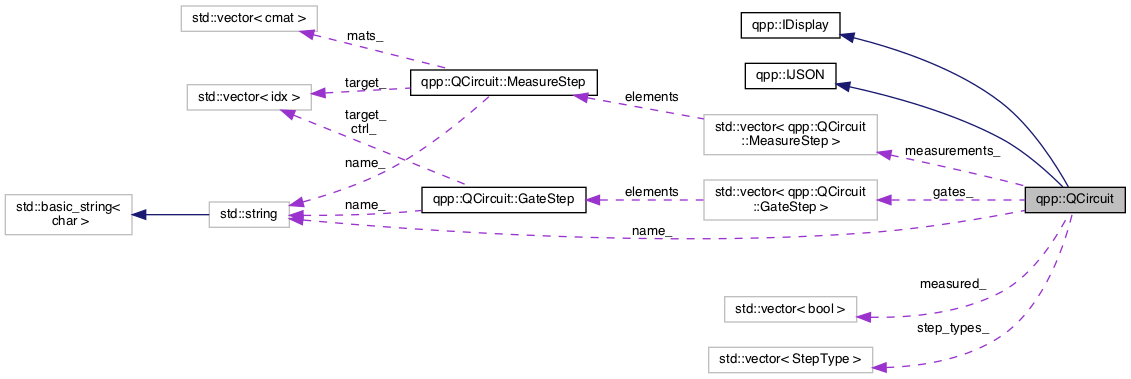 std::vector< cmat >
qpp::IDisplay
mats_
qpp::IJSON
qpp::QCircuit::MeasureStep
target_
std::vector< idx >
elements
std::vector< qpp::QCircuit
::MeasureStep >
target_
ctrl_
measurements_
name_
qpp::QCircuit::GateStep
elements
std::vector< qpp::QCircuit
::GateStep >
gates_
qpp::QCircuit
std::basic_string<
char >
std::string
name_
name_
measured_
std::vector< bool >
step_types_
std::vector< StepType >